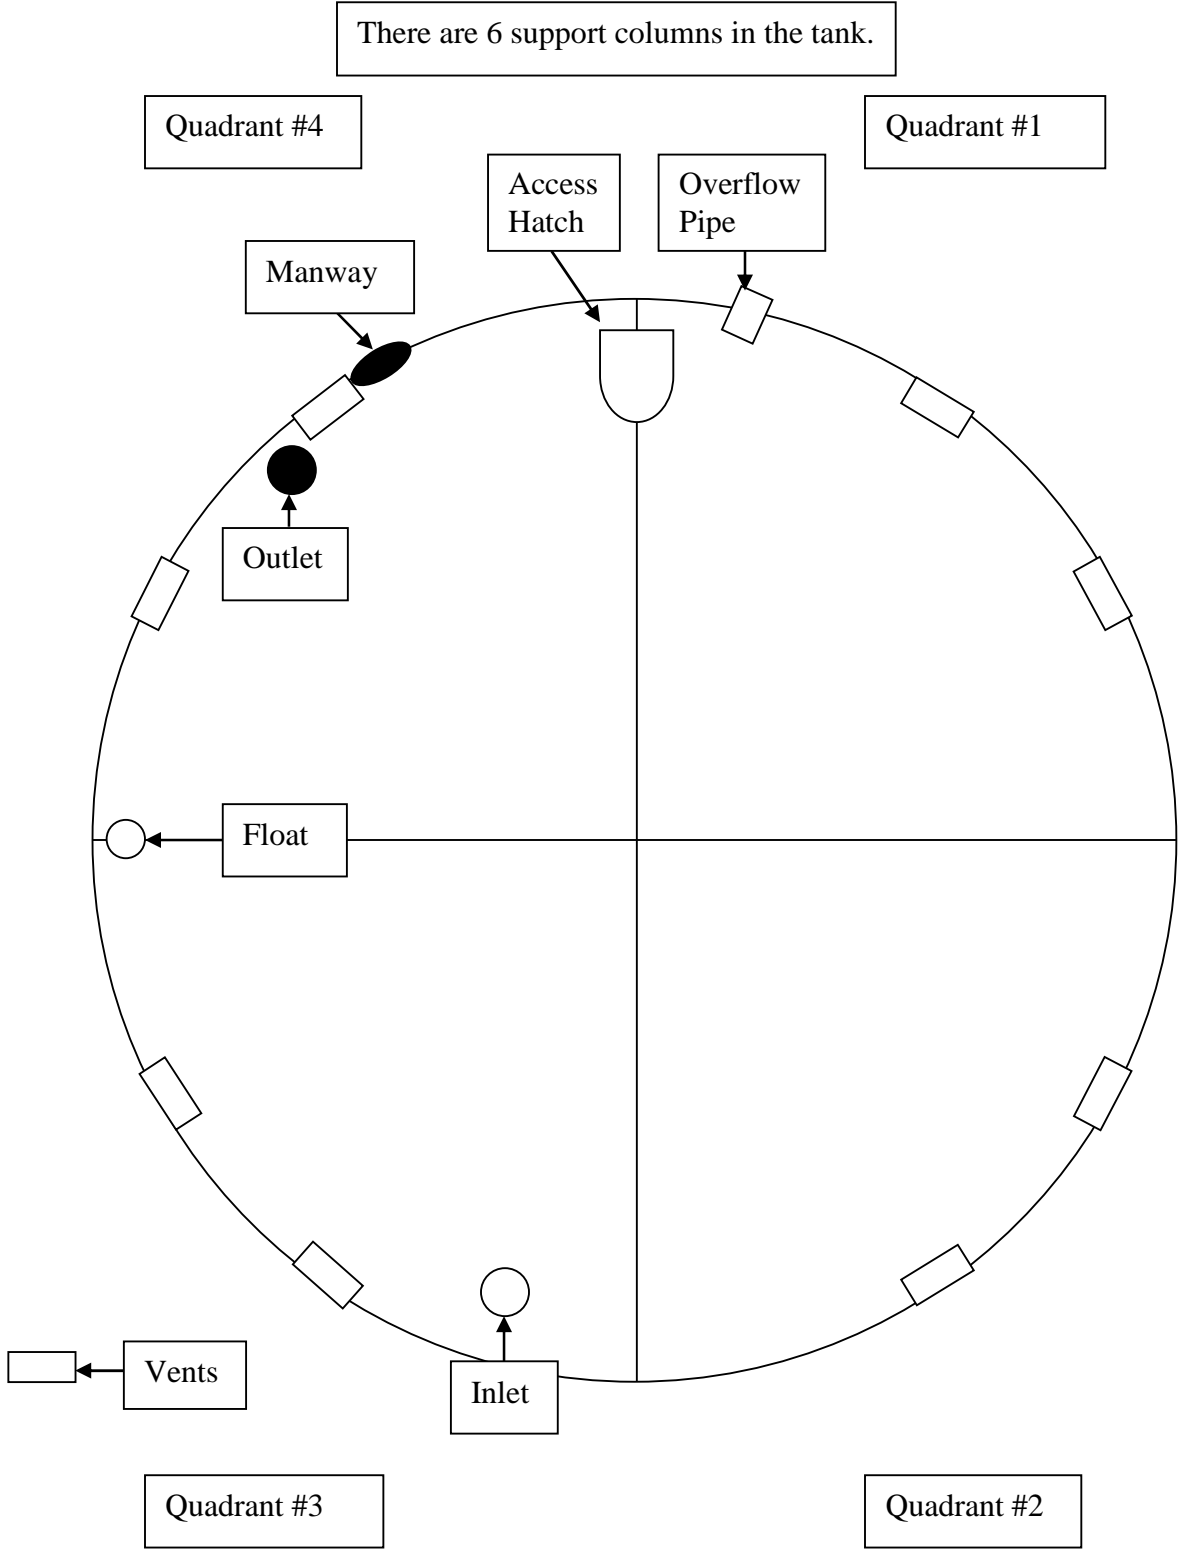 There are 6 support columns in the tank.
Quadrant #4
Quadrant #1
Access
Hatch
Overflow
Pipe
Manway
Outlet
Float
Vents
Inlet
Quadrant #3
Quadrant #2